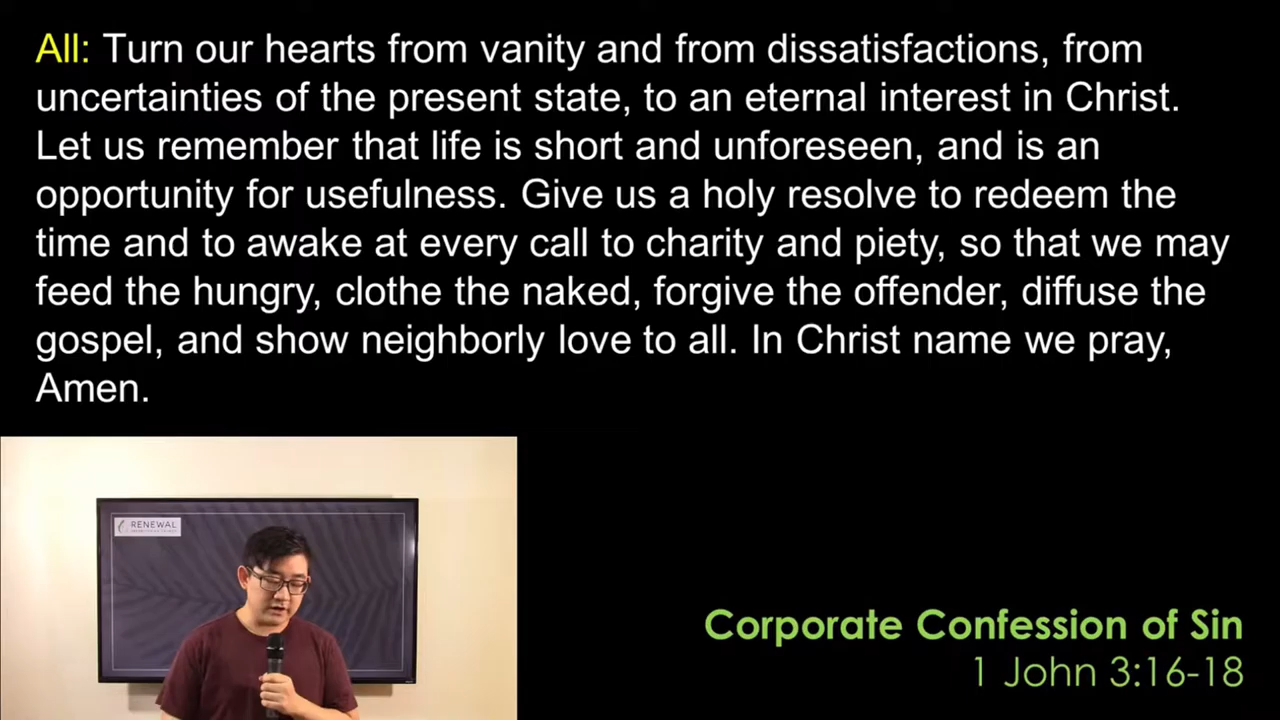 All: Turn our hearts from vanity and from dissatisfactions, from
uncertainties of the present state, to an eternal interest in Christ.
Let us remember that life is short and unforeseen, and is an
opportunity for usefulness. Give us a holy resolve to redeem the
time and to awake at every call to charity and piety, so that we may
feed the hungry, clothe the naked, forgive the offender, diffuse the
gospel, and show neighborly love to all. In Christ name we pray,
Amen.
RENEWAL
Corporate Confession of Sin
1 John 3:16-18